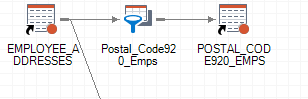 EMPLOYEE_A
DDRESSES
Postal_Code92
0_Emps
POSTAL_COD
E920_EMPS